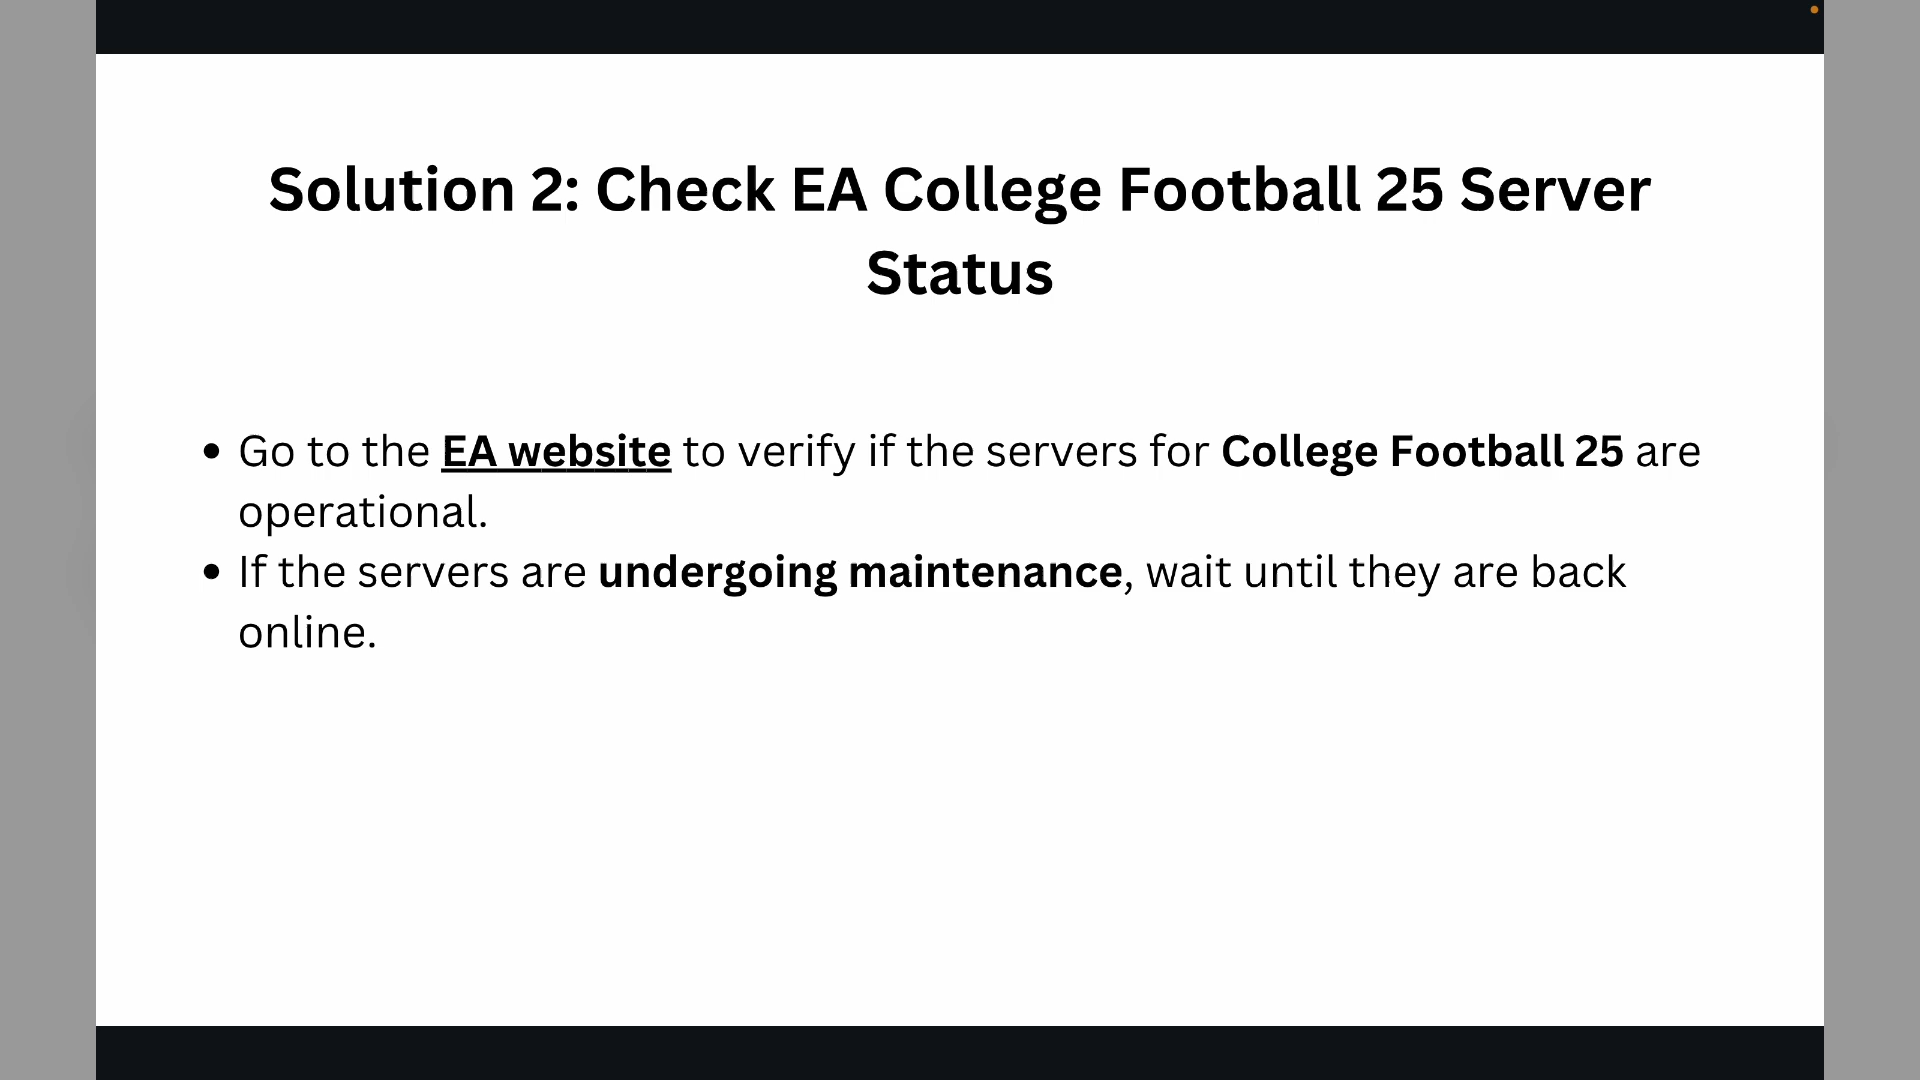 Solution 2: Check EA College Football 25 Server
Status
• Go to the EA website to verify if the servers for College Football 25 are
operational.
• If the servers are undergoing maintenance, wait until they are back
online.